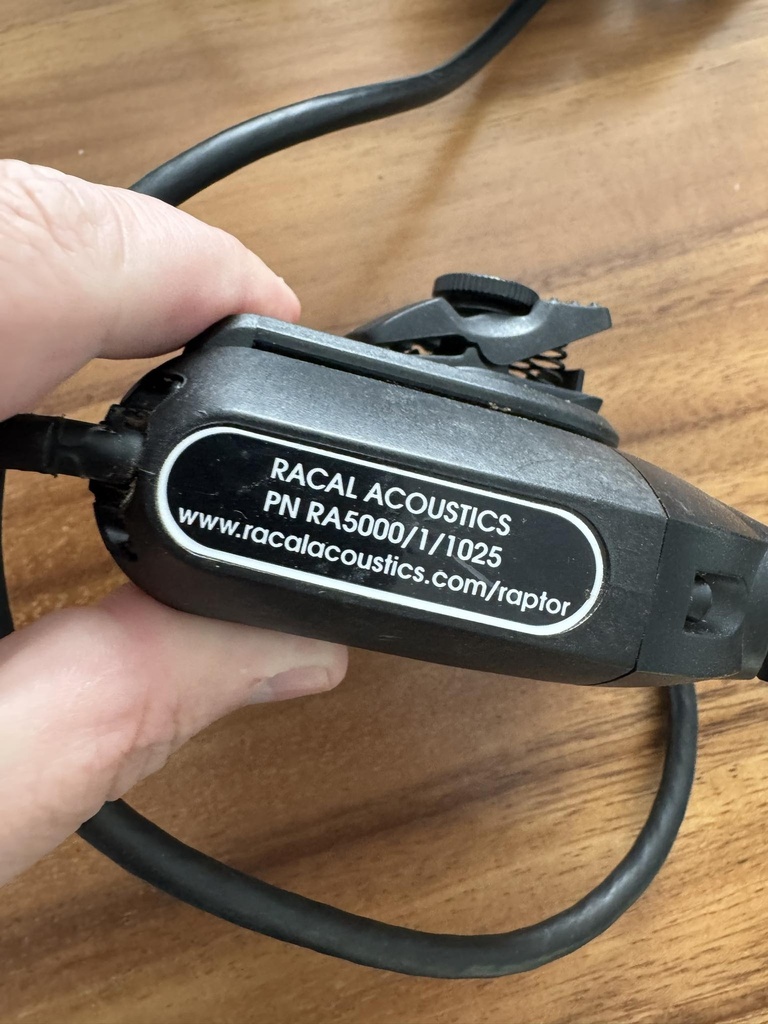 RACAL ACOUSTICS
PN RA5000/1/1025
www.racalacoustics.com/raptor